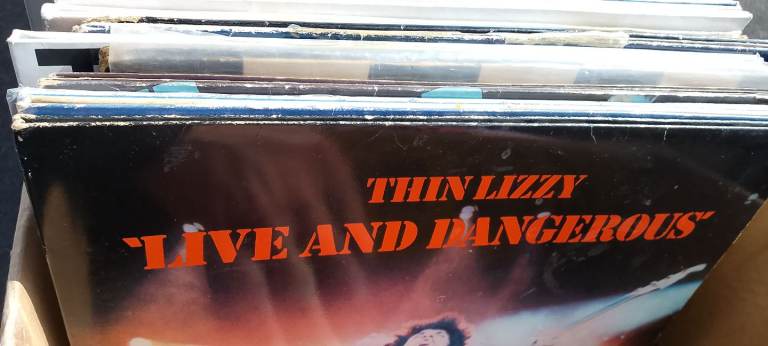 THIN LIZZY
"LIVE AND DANGEROUS"